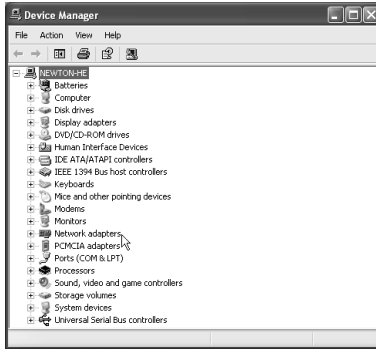 Device Manager
File Action View Help
NEWTON-HE
Batteries
Computer
Disk drives
Display adapters
DVD/CD-ROM drives
Human Interface Devices
IDE ATA/ATAPI controllers
IEEE 1394 Bus host controllers
Keyboards
Mice and other pointing devices
Modems
Monitors
Network adapters
PCMCIA adapters
Ports (COM & LPT)
Processors
Sound, video and game controllers
Storage volumes
System devices
Universal Serial Bus controllers